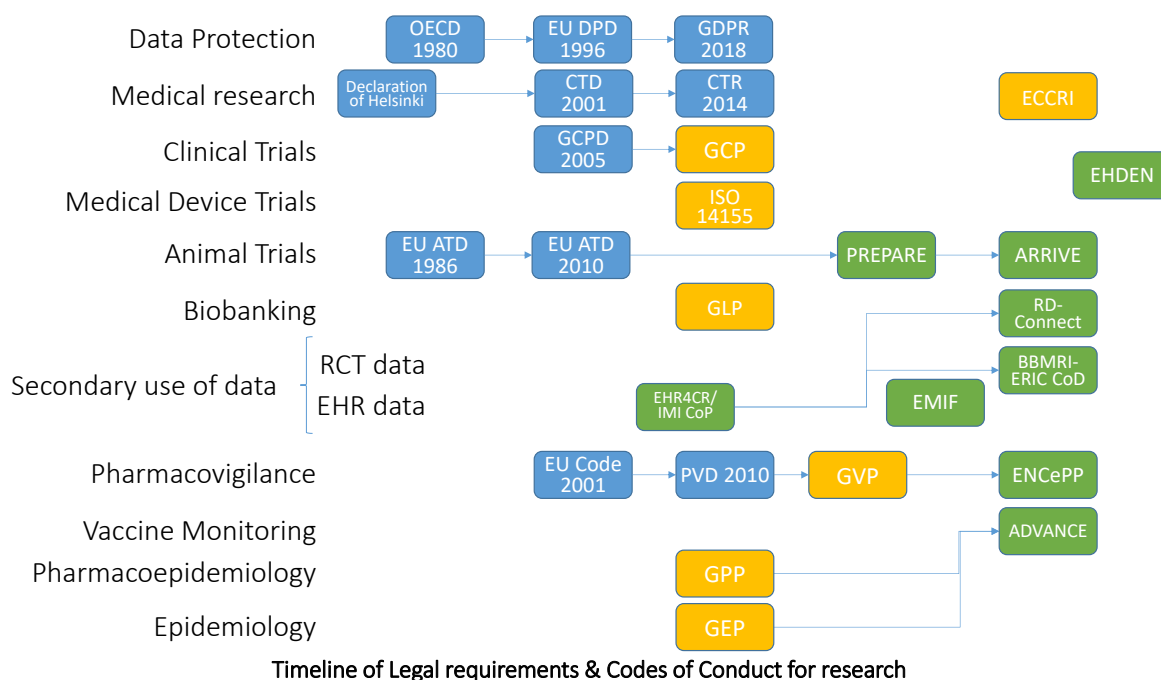 Data Protection
OECD
1980
EU DPD
1996
GDPR
2018
Medical research
Declaration
of Helsinki
CTD
2001
CTR
2014
ECCRI
Clinical Trials
GCPD
2005
GCP
EHDEN
Medical Device Trials
ISO
14155
Animal Trials
EU ATD
1986
EU ATD
2010
PREPARE
ARRIVE
Biobanking
GLP
RD-
Connect
Secondary use of data
RCT data
EHR data
EHR4CR/
IMI CoP
EMIF
BBMRI-
ERIC CoD
Pharmacovigilance
EU Code
2001
PVD 2010
GVP
ENCePP
Vaccine Monitoring
ADVANCE
Pharmacoepidemiology
GPP
Epidemiology
GEP
Timeline of Legal requirements & Codes of Conduct for research